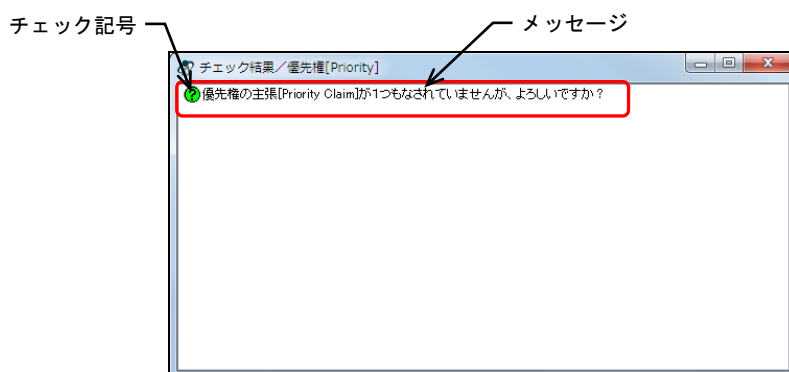 チェック記号
メッセージ
チェック結果／優先権[Priority]
優先権の主張[Priority Claim]が1つもなされていませんが、よろしいですか？